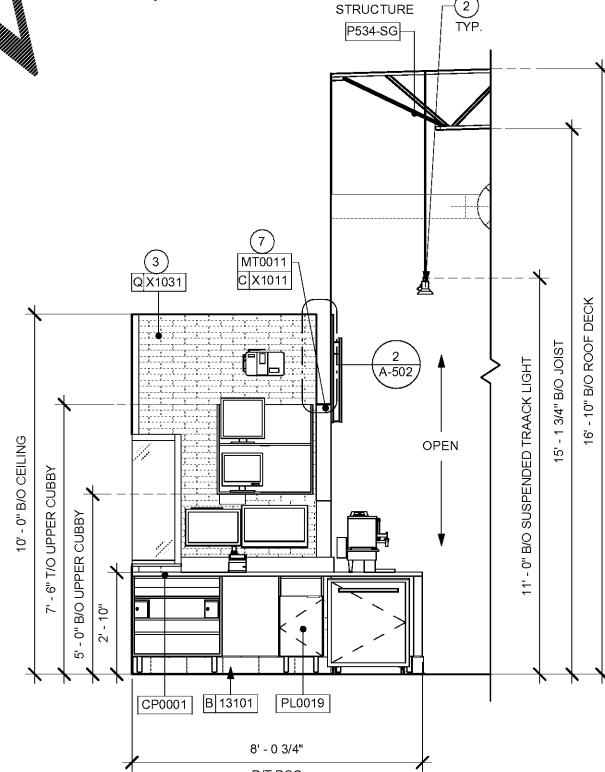 STRUCTURE
P534-SG
2
TYP.
7
MT0011
C X1011
3
Q X1031
2
A-502
OPEN
10' - 0" B/O CEILING
7' - 6" T/O UPPER CUBBY
5' - 0" B/O UPPER CUBBY
2' - 10"
11' - 0" B/O SUSPENDED TRAACK LIGHT
15' - 1 3/4" B/O JOIST
16' - 10" B/O ROOF DECK
CP0001
B 13101
PL0019
8' - 0 3/4"